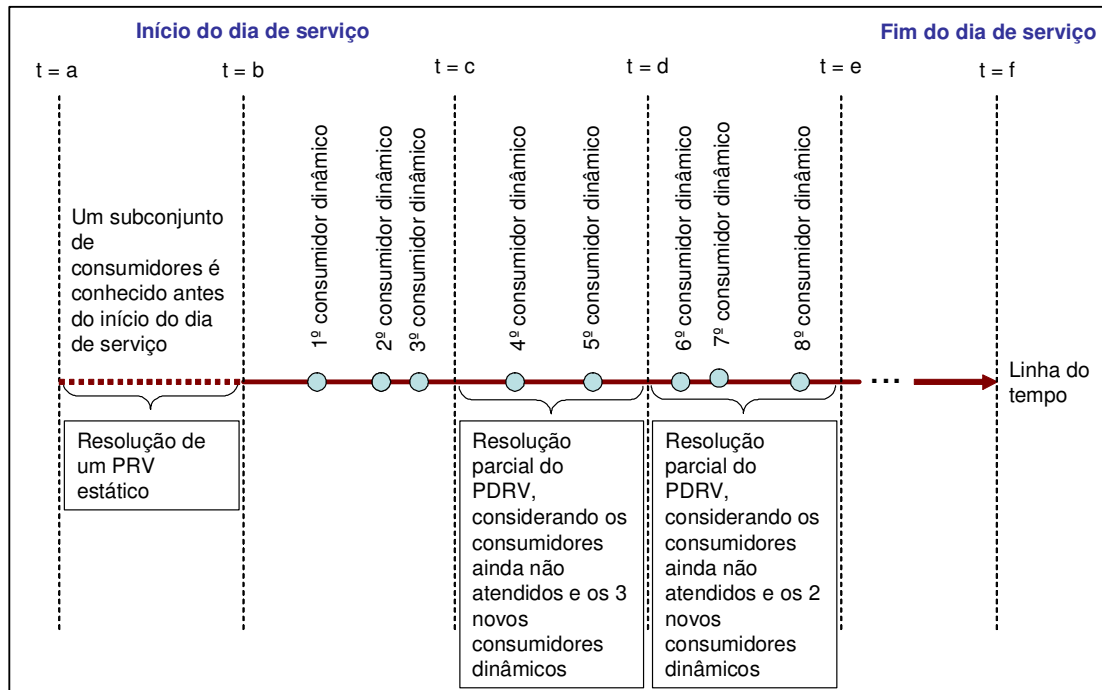 Início do dia de serviço
Fim do dia de serviço
t = a
t = b
t = c
t = d
t = e
t = f
Um subconjunto
de
consumidores é
conhecido antes
do início do dia
de serviço
1º consumidor dinâmico
2º consumidor dinâmico
3º consumidor dinâmico
4º consumidor dinâmico
5º consumidor dinâmico
6º consumidor dinâmico
7º consumidor dinâmico
8º consumidor dinâmico
...
Linha do
tempo
Resolução de
um PRV
estático
Resolução
parcial do
PDRV,
considerando os
consumidores
ainda não
atendidos e os 3
novos
consumidores
dinâmicos
Resolução
parcial do
PDRV,
considerando os
consumidores
ainda não
atendidos e os 2
novos
consumidores
dinâmicos